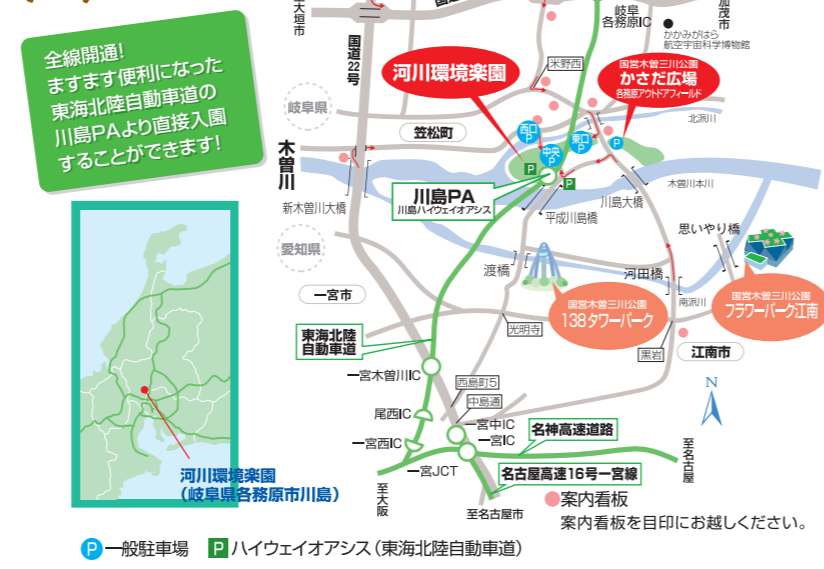 至大垣市
国道22号
岐阜
各務原IC
かかみがはら
航空宇宙科学博物館
全線開通!
ますます便利になった
東海北陸自動車道の
川島PAより直接入園
することができます!
河川環境楽園
米野西
国営木曽三川公園
かさだ広場
各務原アウトドアフィールド
岐阜県
笠松町
北派川
西口
P
中央
P
東口
P
P
P
P
木曽川
川島PA
川島ハイウェイオアシス
新木曽川大橋
平成川島橋
川島大橋
木曽川本川
思いやり橋
愛知県
渡橋
河田橋
南派川
一宮市
国営木曽三川公園
138タワーパーク
国営木曽三川公園
フラワーパーク江南
東海北陸
自動車道
光明寺
黒岩
江南市
一宮木曽川IC
西島町5
中島通
N
尾西IC
一宮中IC
一宮IC
名神高速道路
一宮西IC
至名古屋
一宮JCT
名古屋高速16号一宮線
至大阪
至名古屋市
河川環境楽園
(岐阜県各務原市川島)
案内看板
案内看板を目印にお越しください。
P 一般駐車場 P ハイウェイオアシス(東海北陸自動車道)